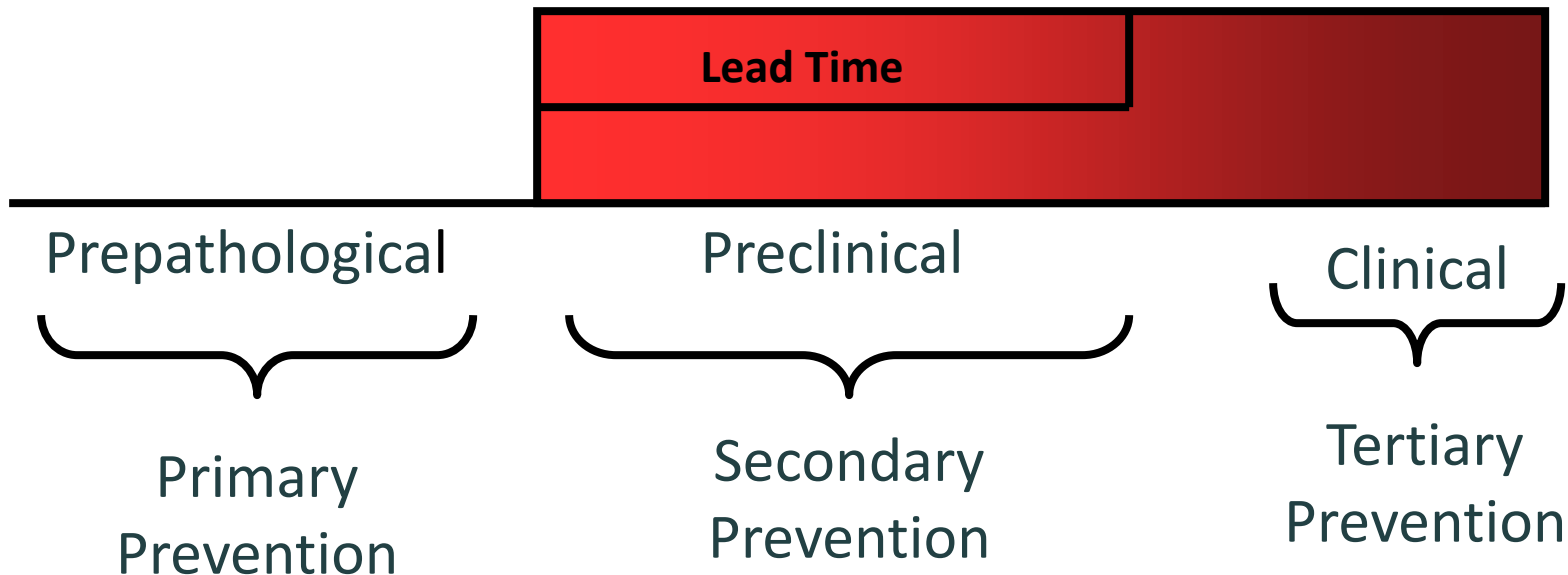 Lead Time
Prepathological
Preclinical
Clinical
Primary
Prevention
Secondary
Prevention
Tertiary
Prevention